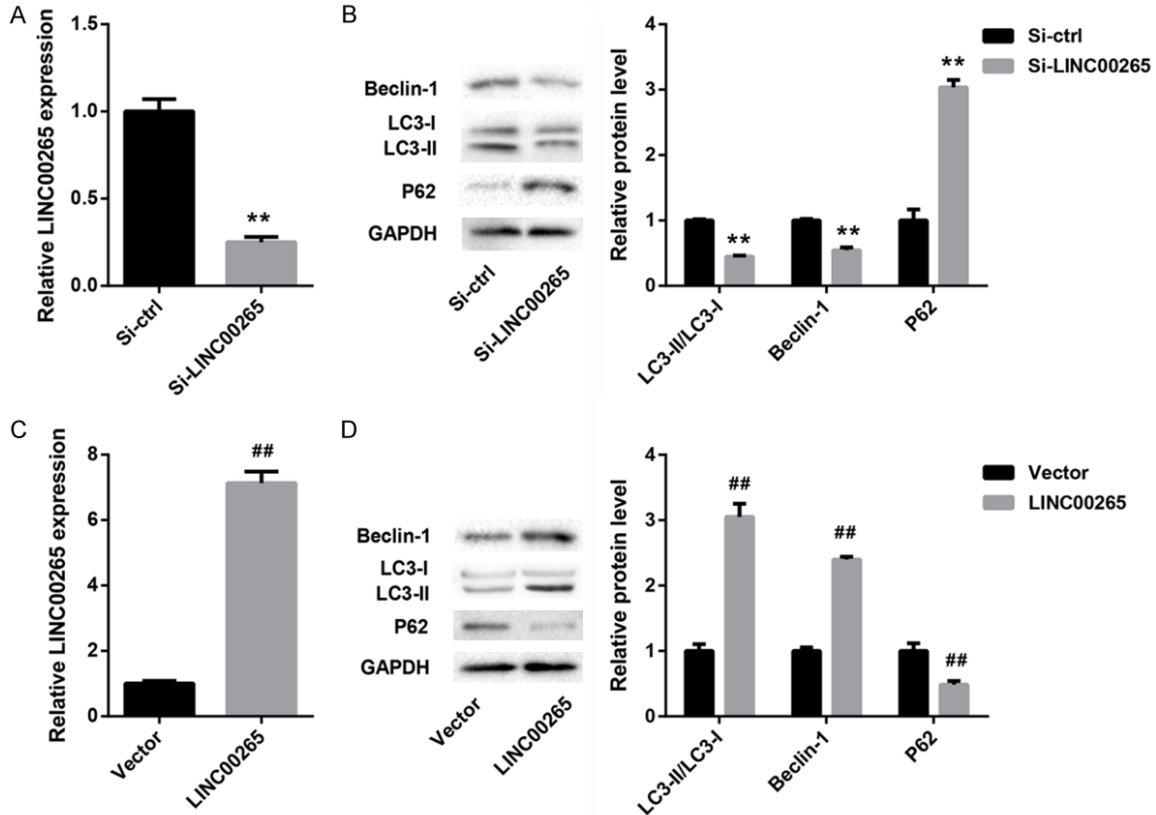 A
Relative LINC00265 expression
1.5
1.0
0.5
0.0
**
Si-ctrl
Si-LINC00265
B
Beclin-1
LC3-I
LC3-II
P62
GAPDH
Si-ctrl
Si-LINC00265
Relative protein level
4
3
2
1
0
**
**
**
LC3-II/LC3-I
Beclin-1
P62
Si-ctrl
Si-LINC00265
C
Relative LINC00265 expression
8
6
4
2
0
##
Vector
LINC00265
D
Beclin-1
LC3-I
LC3-II
P62
GAPDH
Vector
LINC00265
Relative protein level
4
3
2
1
0
##
##
##
LC3-II/LC3-I
Beclin-1
P62
Vector
LINC00265